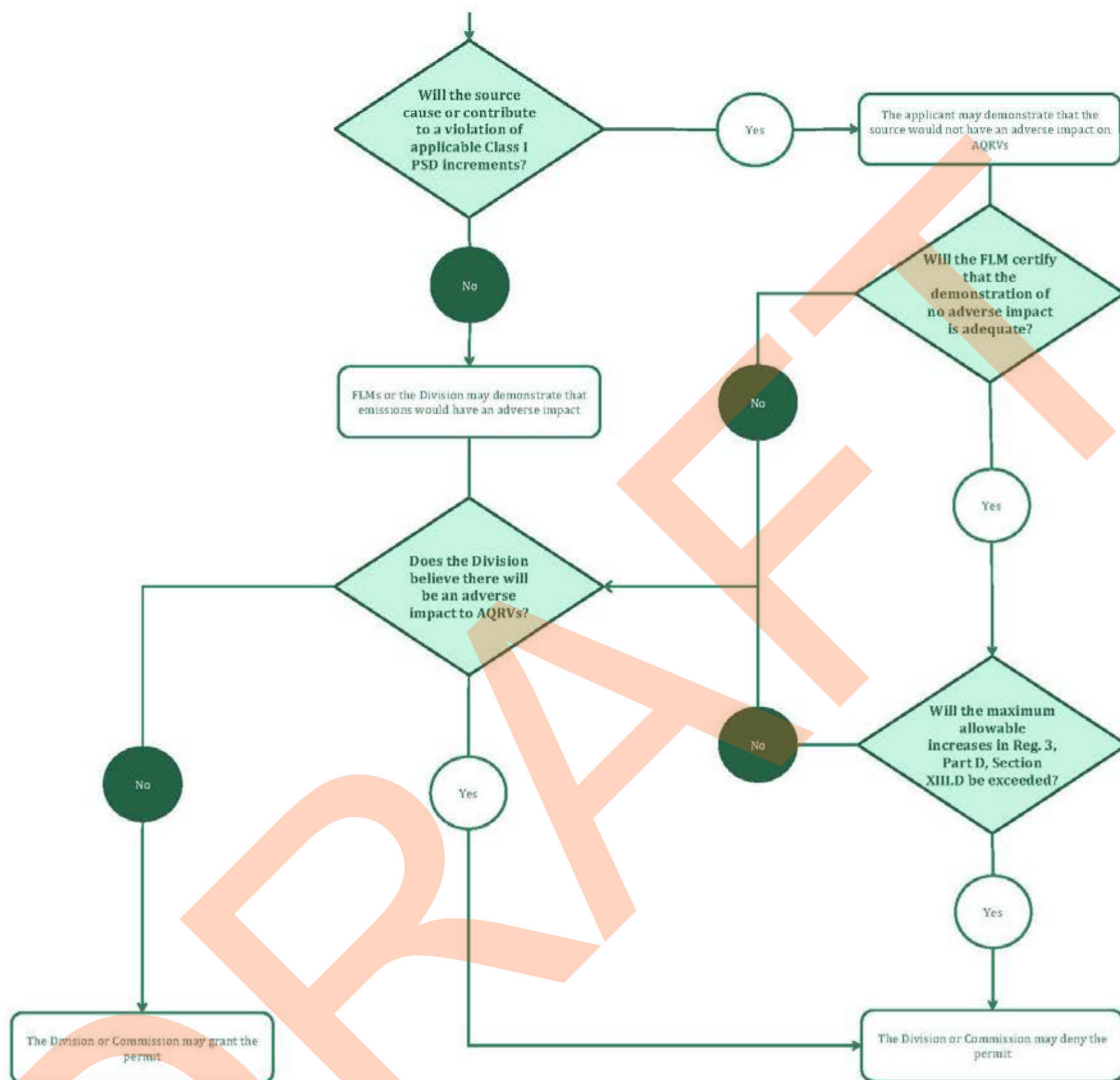 Will the source
cause or contribute
to a violation of
applicable Class I
PSD increments?
Yes
The applicant may demonstrate that the
source would not have an adverse impact on
AQRVs
No
Will the FLM certify
that the
demonstration of
no adverse impact
is adequate?
FLMs or the Division may demonstrate that
emissions would have an adverse impact
No
Yes
Does the Division
believe there will
be an adverse
impact to AQRVs?
Will the maximum
allowable
increases in Reg. 3,
Part D, Section
XIII.D be exceeded?
No
No
Yes
Yes
The Division or Commission may grant the
permit
The Division or Commission may deny the
permit
DRAFT